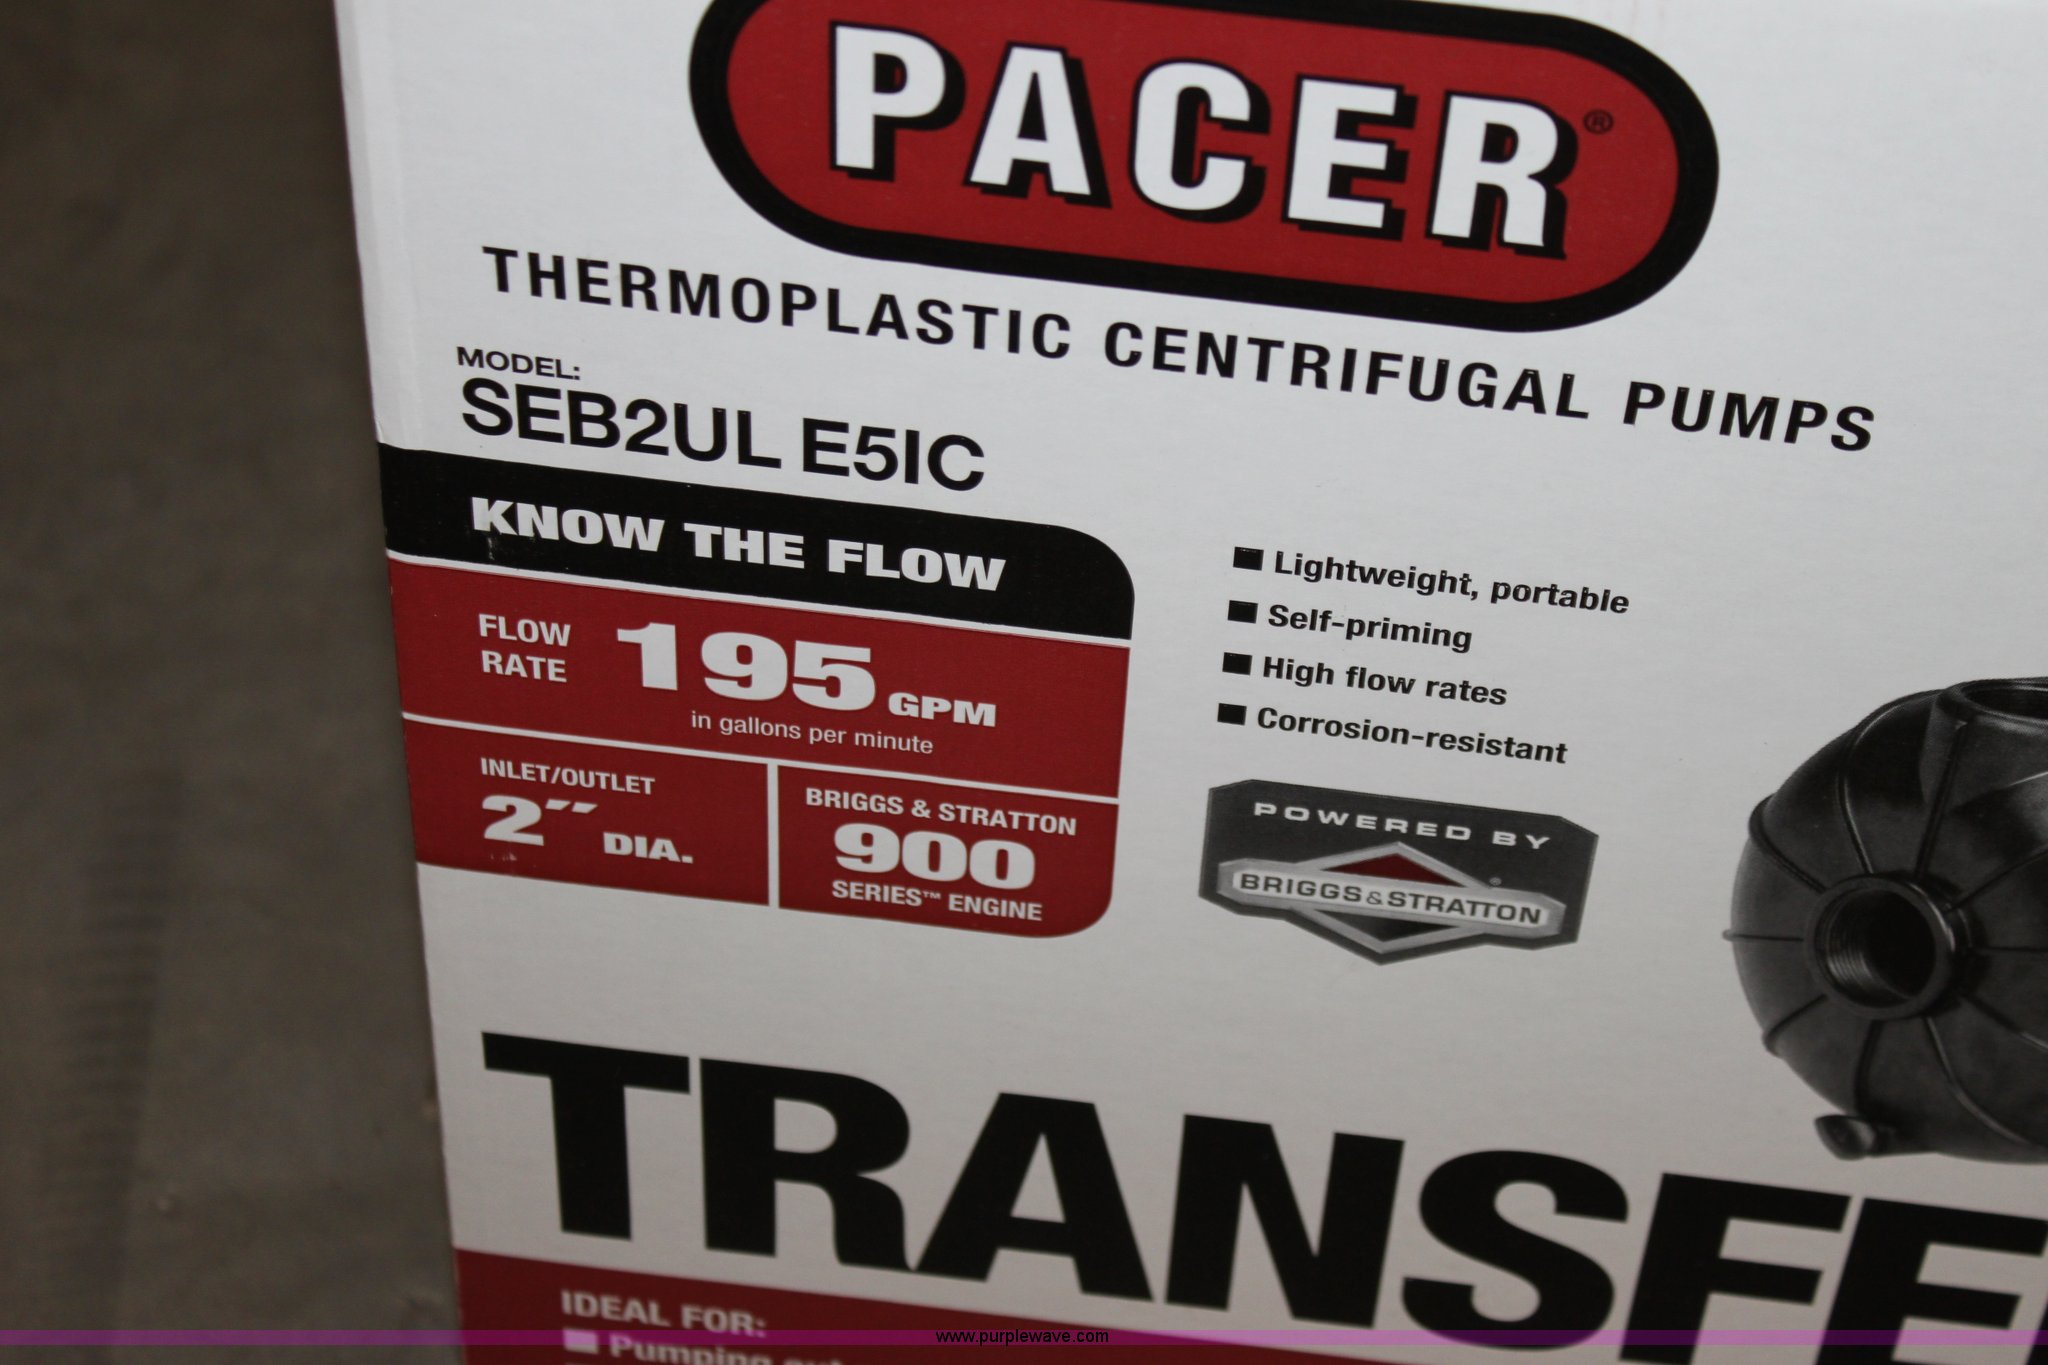 PACER®
THERMOPLASTIC CENTRIFUGAL PUMPS
MODEL:
SEB2UL E5IC
KNOW THE FLOW
FLOW RATE 195 GPM
in gallons per minute
INLET/OUTLET
2" DIA.
BRIGGS & STRATTON
900
SERIES™ ENGINE
■ Lightweight, portable
■ Self-priming
■ High flow rates
■ Corrosion-resistant
POWERED BY
BRIGGS&STRATTON®
TRANSFE
IDEAL FOR:
■ Pumping out
www.purplewave.com